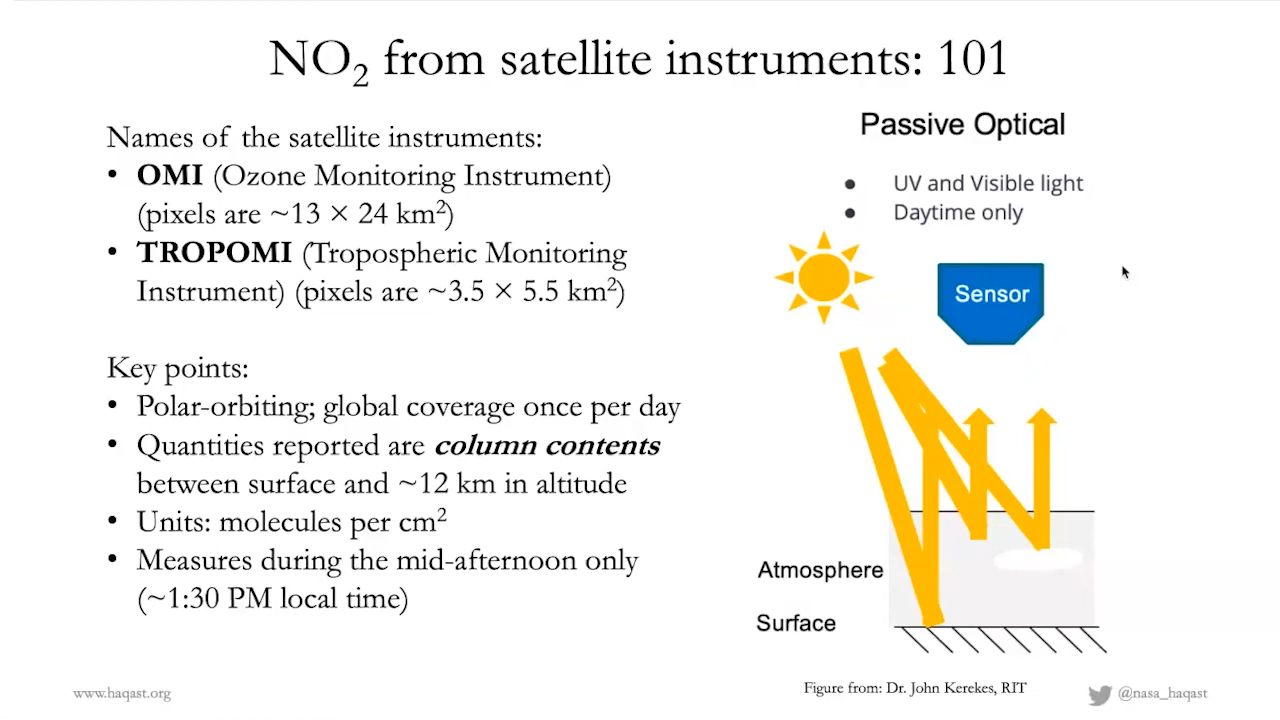 NO₂ from satellite instruments: 101
Names of the satellite instruments:
• OMI (Ozone Monitoring Instrument)
(pixels are ~13 × 24 km²)
• TROPOMI (Tropospheric Monitoring
Instrument) (pixels are ~3.5 × 5.5 km²)
Key points:
• Polar-orbiting; global coverage once per day
• Quantities reported are column contents
between surface and ~12 km in altitude
• Units: molecules per cm²
• Measures during the mid-afternoon only
(~1:30 PM local time)
Passive Optical
● UV and Visible light
● Daytime only
Sensor
Atmosphere
Surface
Figure from: Dr. John Kerekes, RIT
www.haqast.org
@nasa_haqast